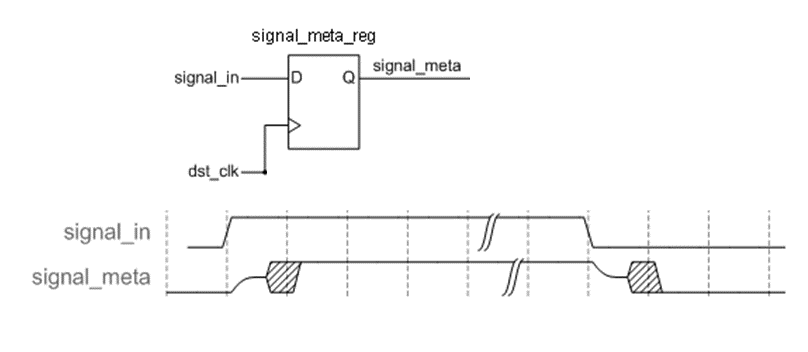 signal_meta_reg
signal_in D Q signal_meta
dst_clk
signal_in
signal_meta